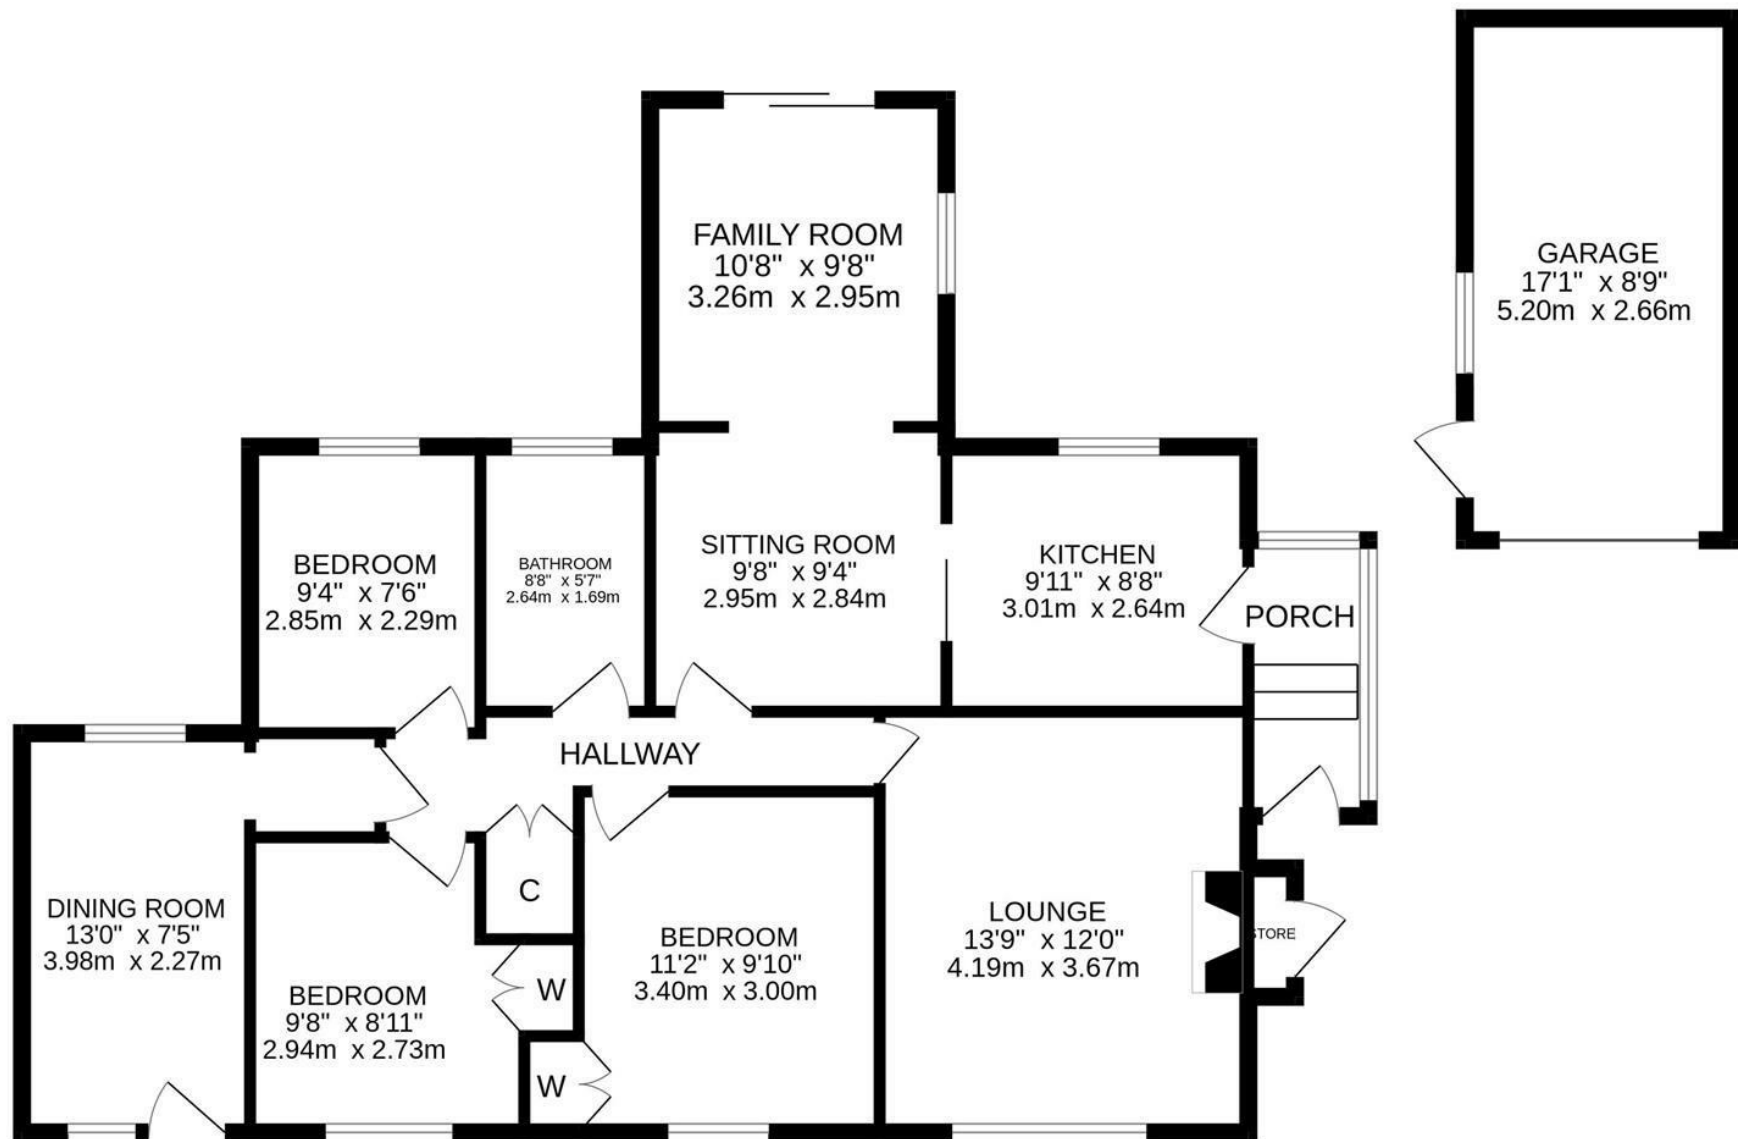 FAMILY ROOM
10'8" x 9'8"
3.26m x 2.95m
GARAGE
17'1" x 8'9"
5.20m x 2.66m
BEDROOM
9'4" x 7'6"
2.85m x 2.29m
BATHROOM
8'8" x 5'7"
2.64m x 1.69m
SITTING ROOM
9'8" x 9'4"
2.95m x 2.84m
KITCHEN
9'11" x 8'8"
3.01m x 2.64m
PORCH
HALLWAY
DINING ROOM
13'0" x 7'5"
3.98m x 2.27m
BEDROOM
9'8" x 8'11"
2.94m x 2.73m
C
W
W
BEDROOM
11'2" x 9'10"
3.40m x 3.00m
LOUNGE
13'9" x 12'0"
4.19m x 3.67m
STORE